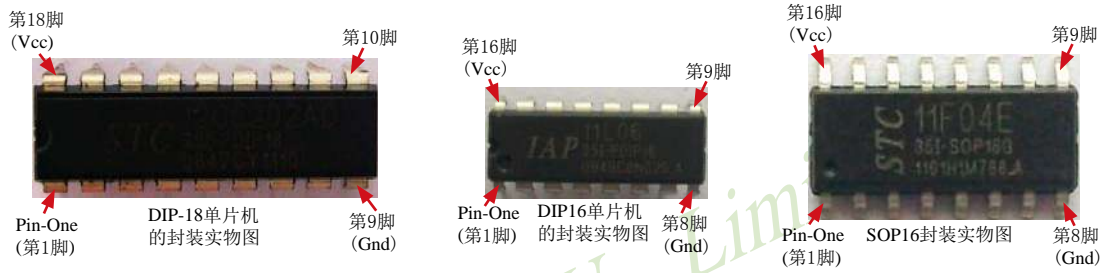 第18脚
(Vcc)
第10脚
STC
Pin-One
(第1脚)
DIP-18单片机
的封装实物图
第9脚
(Gnd)
第16脚
(Vcc)
第9脚
IAP
11L06
Pin-One
(第1脚)
DIP16单片机
的封装实物图
第8脚
(Gnd)
第16脚
(Vcc)
第9脚
STC
11F04E
35I-SOP16G
Pin-One
(第1脚)
SOP16封装实物图
第8脚
(Gnd)